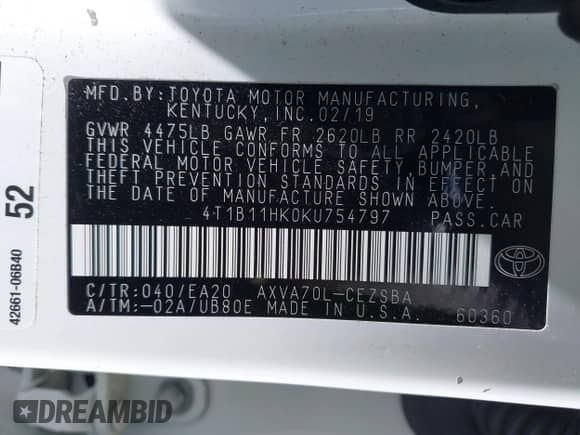 MFD.BY:TOYOTA MOTOR MANUFACTURING,
KENTUCKY, INC.02/19
GVWR 4475LB GAWR FR 2620LB RR 2420LB
THIS VEHICLE CONFORMS TO ALL APPLICABLE
FEDERAL MOTOR VEHICLE SAFETY, BUMPER AND
THEFT PREVENTION STANDARDS IN EFFECT ON
THE DATE OF MANUFACTURE SHOWN ABOVE.
4T1B11HK0KU754797 PASS.CAR
C/TR:040/EA20 AXVA70L-CEZSBA
A/TM:-02A/UB80E MADE IN U.S.A. 60360
TOYOTA
52
42661-06B40
DREAMBID